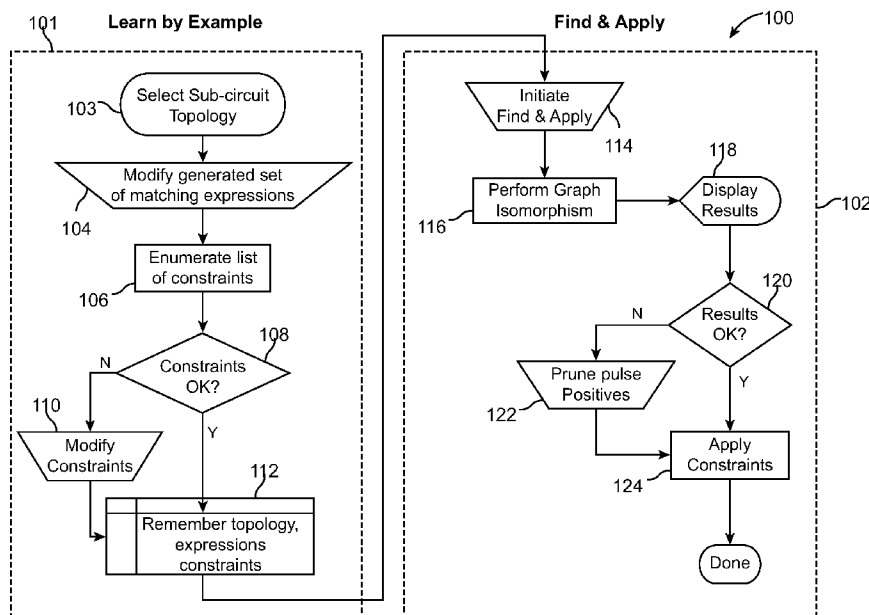 Learn by Example
Find & Apply
100
101
103
Select Sub-circuit
Topology
Modify generated set
of matching expressions
104
Enumerate list
of constraints
106
108
Constraints
OK?
N
Y
110
Modify
Constraints
112
Remember topology,
expressions
constraints
Initiate
Find & Apply
114
Perform Graph
Isomorphism
116
118
Display
Results
102
120
Results
OK?
N
Y
Prune pulse
Positives
122
Apply
Constraints
124
Done